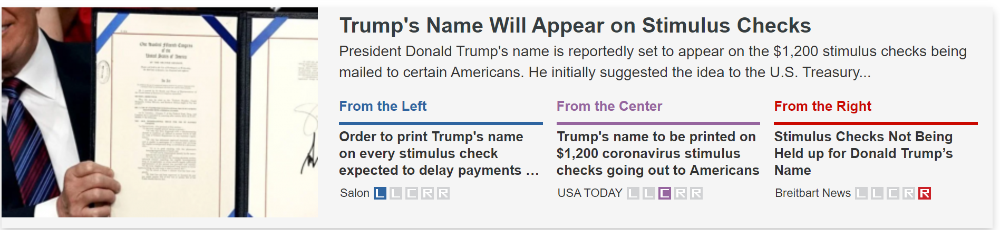 One Hundred Fifteenth Congress
of the
United States of America
Trump's Name Will Appear on Stimulus Checks
President Donald Trump's name is reportedly set to appear on the $1,200 stimulus checks being
mailed to certain Americans. He initially suggested the idea to the U.S. Treasury...
From the Left
Order to print Trump's name
on every stimulus check
expected to delay payments …
Salon L L C R R
From the Center
Trump's name to be printed on
$1,200 coronavirus stimulus
checks going out to Americans
USA TODAY L L C R R
From the Right
Stimulus Checks Not Being
Held up for Donald Trump’s
Name
Breitbart News L L C R R